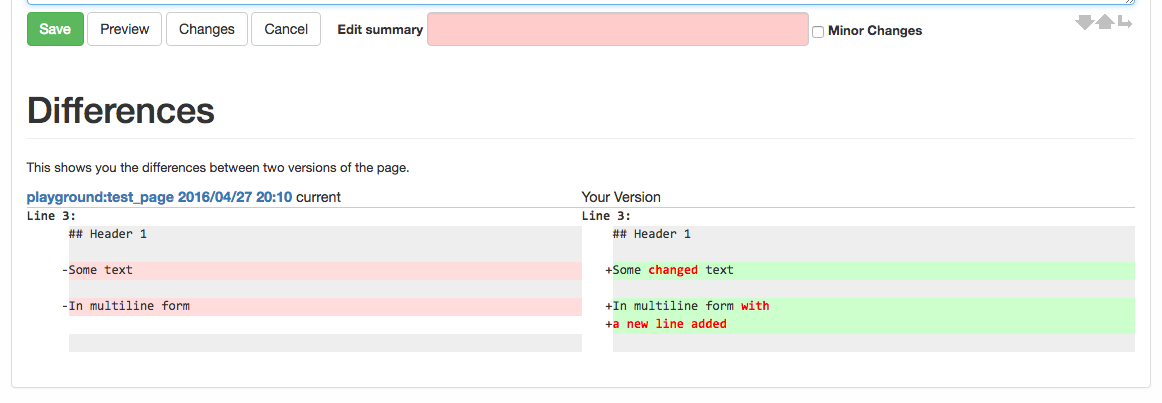 Save Preview Changes Cancel Edit summary Minor Changes
Differences
This shows you the differences between two versions of the page.
playground:test_page 2016/04/27 20:10 current Your Version
Line 3: Line 3:
## Header 1 ## Header 1
-Some text +Some changed text
-In multiline form +In multiline form with
+a new line added